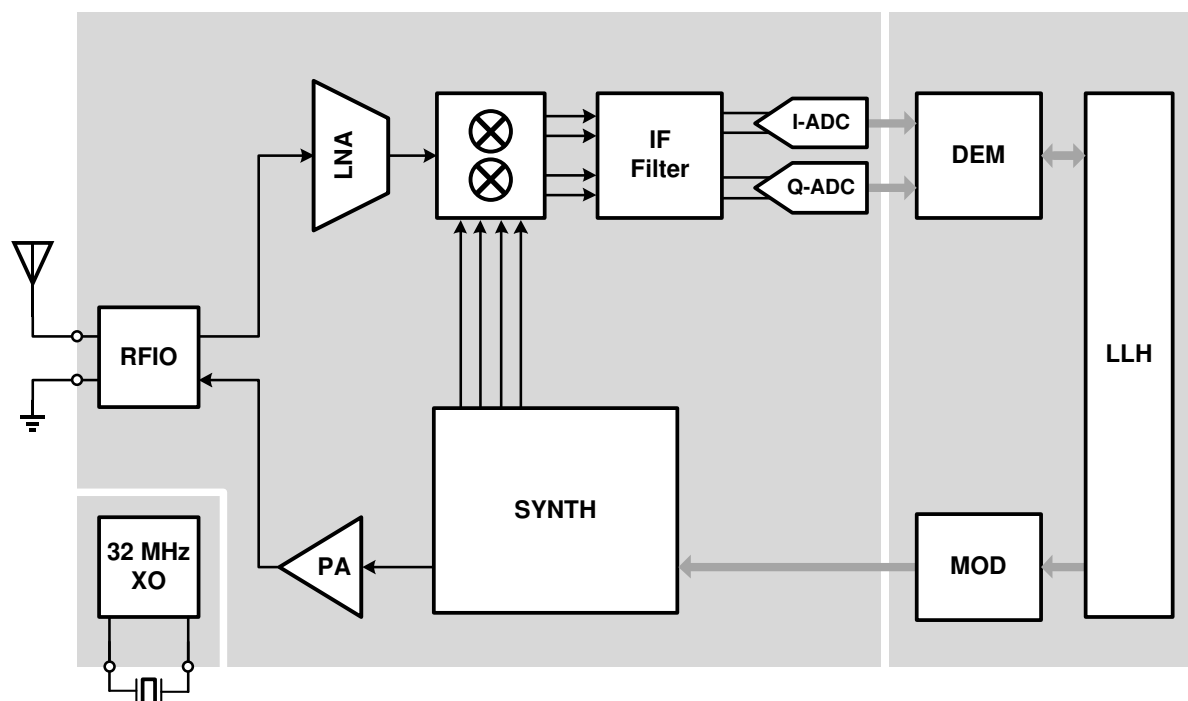 LNA
IF
Filter
I-ADC
Q-ADC
DEM
RFIO
LLH
SYNTH
32 MHz
XO
PA
MOD